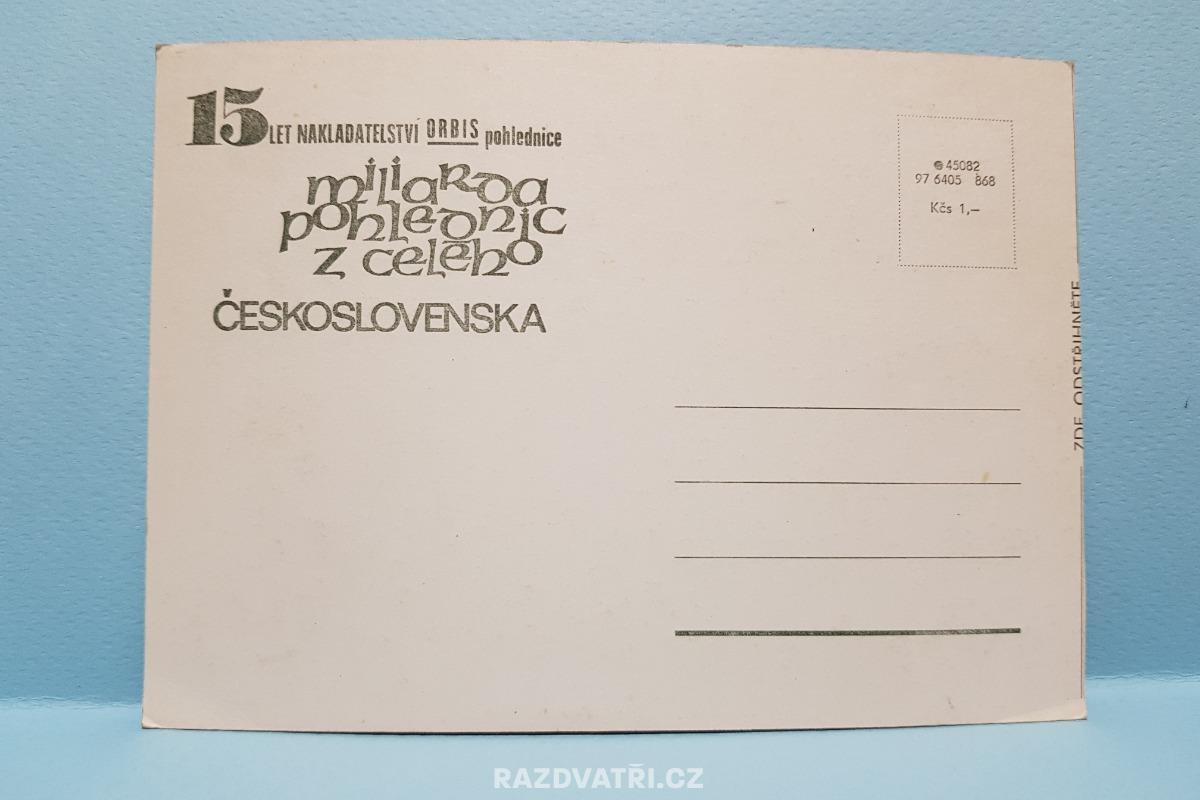 15 LET NAKLADATELSTVÍ ORBIS pohlednice
miliarda
pohlednic
z celého
ČESKOSLOVENSKA
45082
97 6405 868
Kčs 1,–
ZDE ODSTŘIHNĚTE
RAZDVATŘI.CZ